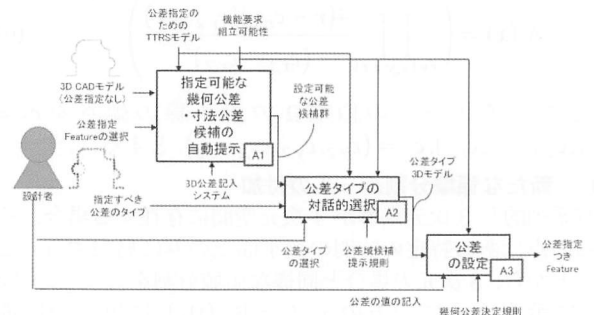 公差指定の
ための
TTRSモデル
機能要求
組立可能性
3D CADモデル
(公差指定なし)
公差指定
Featureの選択
設計者
指定すべき
公差のタイプ
指定可能な
幾何公差
・寸法公差
候補の
自動提示
A1
設定可能
な公差
候補群
3D公差記入
システム
公差タイプの
対話的選択
A2
公差タイプ
3Dモデル
公差タイプ
の選択
公差域候補
提示規則
公差
の設定
A3
公差指定
つき
Feature
公差の値の記入
幾何公差決定規則